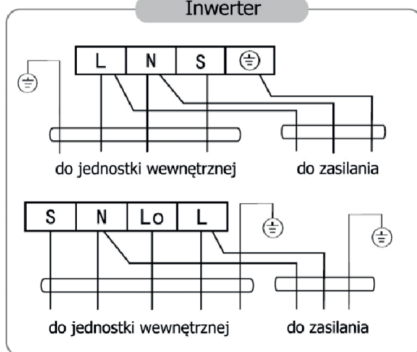 Inwerter
L N S
do jednostki wewnętrznej do zasilania
S N Lo L
do jednostki wewnętrznej do zasilania